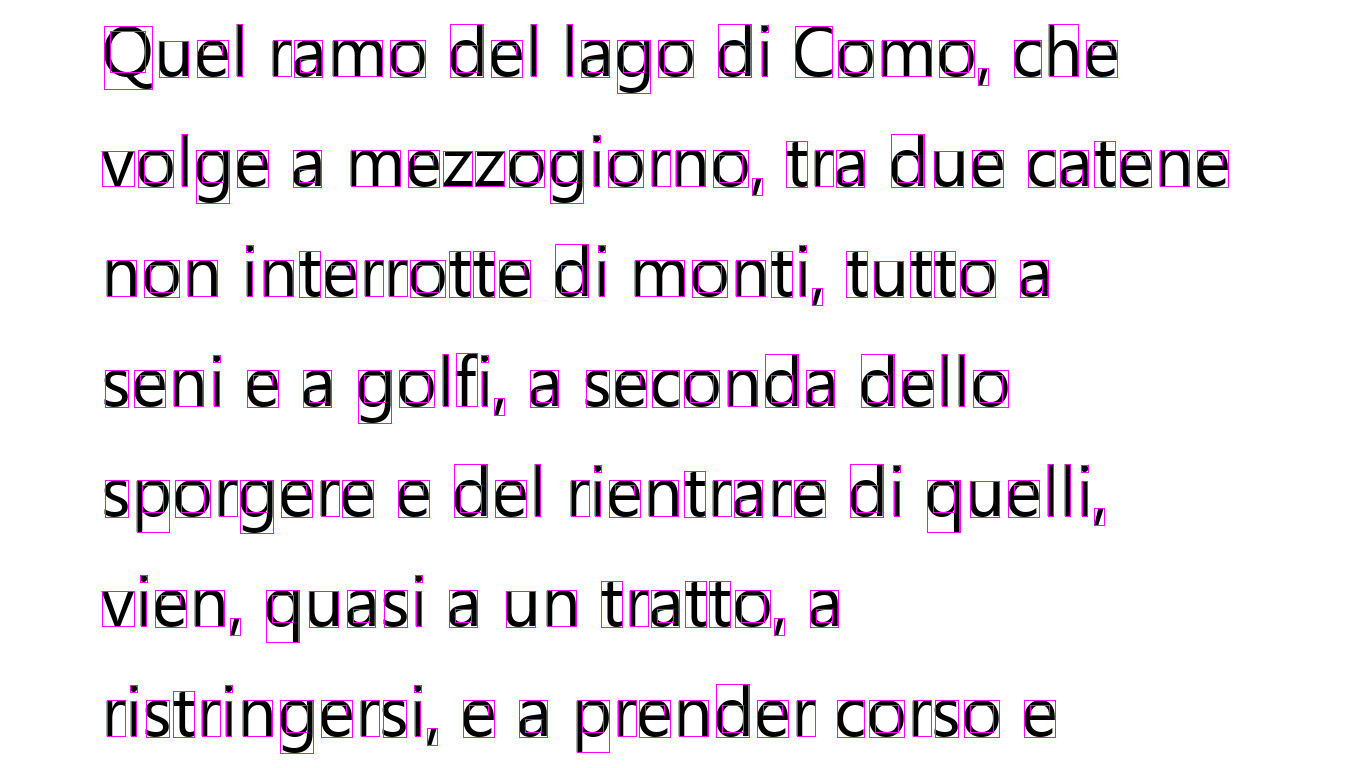 Quel ramo del lago di Como, che
volge a mezzogiorno, tra due catene
non interrotte di monti, tutto a
seni e a golfi, a seconda dello
sporgere e del rientrare di quelli,
vien, quasi a un tratto, a
ristringersi, e a prender corso e